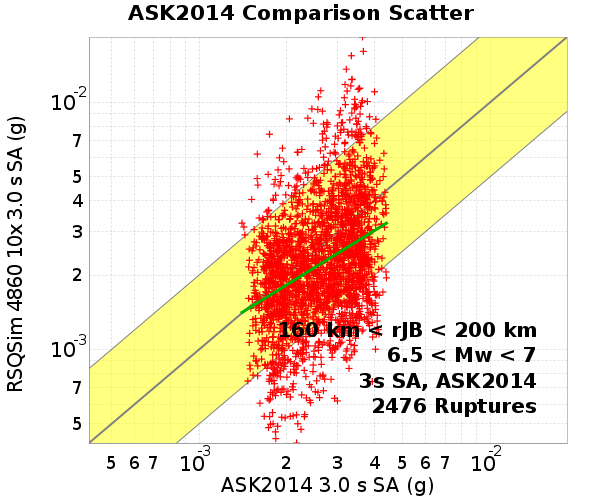 ASK2014 Comparison Scatter
RSQSim 4860 10x 3.0 s SA (g)
10-2
7
5
4
3
2
10-3
7
5
160 km < rJB < 200 km
6.5 < Mw < 7
3s SA, ASK2014
2476 Ruptures
5 6 7 10-3 2 3 4 5 6 7 10-2
ASK2014 3.0 s SA (g)